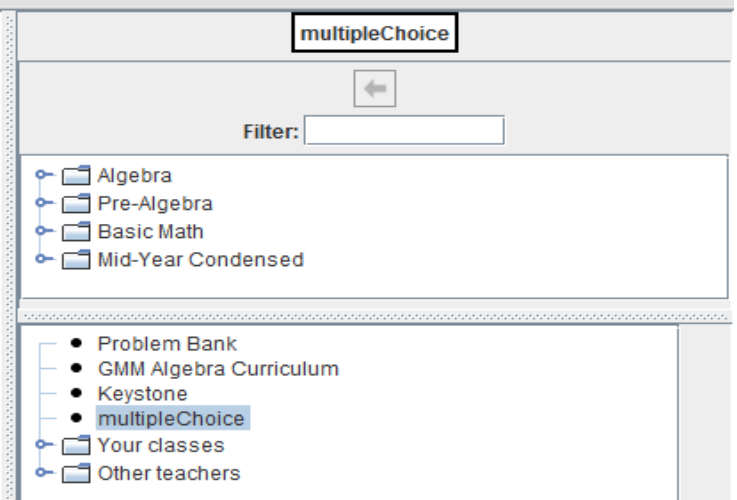 multipleChoice
Filter:
Algebra
Pre-Algebra
Basic Math
Mid-Year Condensed
Problem Bank
GMM Algebra Curriculum
Keystone
multipleChoice
Your classes
Other teachers